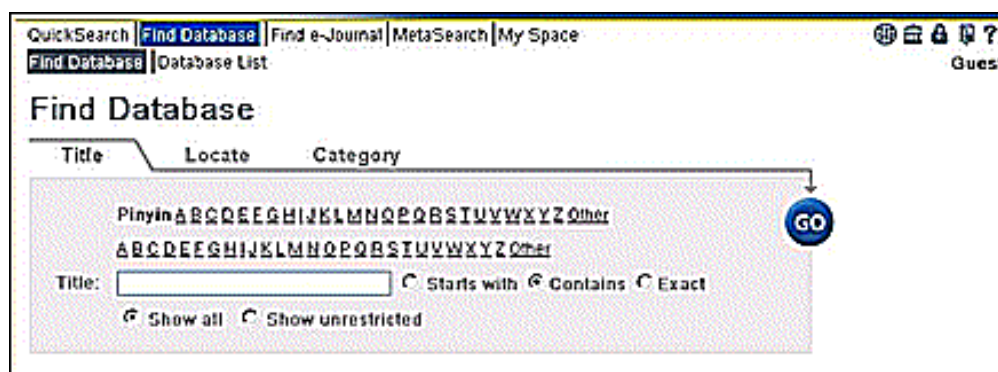 QuickSearch Find Database Find e-Journal MetaSearch My Space
Find Database Database List
Gues
Find Database
Title Locate Category
Pinyin A B C D E F G H I J K L M N O P Q R S T U V W X Y Z Other
A B C D E F G H I J K L M N O P Q R S T U V W X Y Z Other
GO
Title: Starts with Contains Exact
Show all Show unrestricted